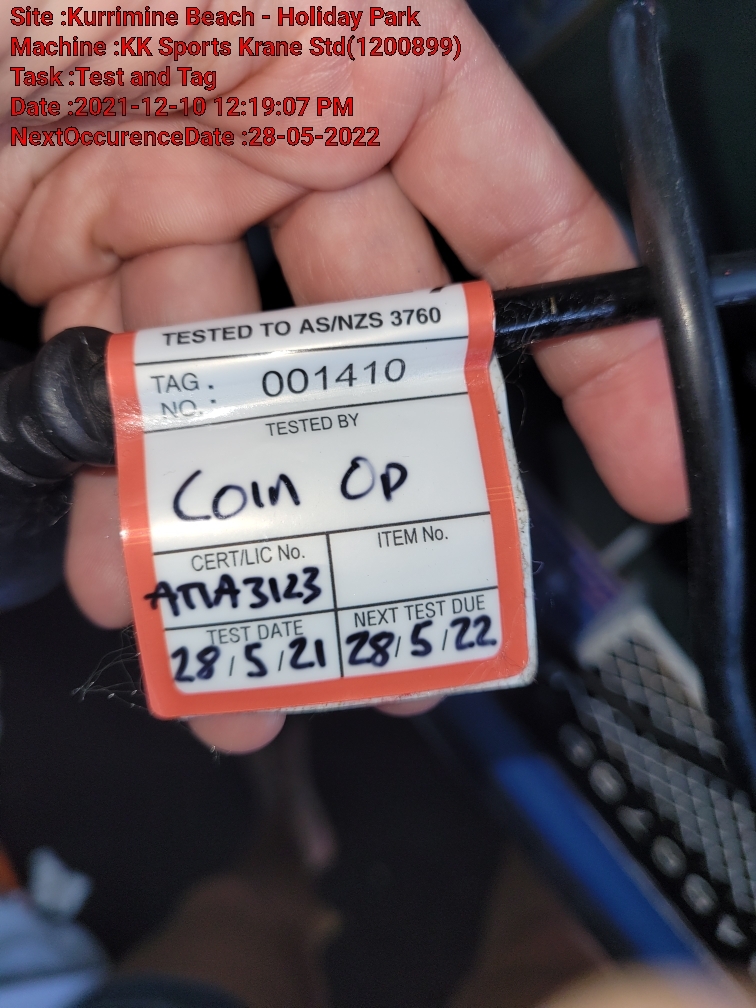 Site :Kurrimine Beach - Holiday Park
Machine :KK Sports Krane Std(1200899)
Task :Test and Tag
Date :2021-12-10 12:19:07 PM
NextOccurenceDate :28-05-2022
TESTED TO AS/NZS 3760
TAG NO. : 001410
TESTED BY
Coin Op
CERT/LIC No.
ITEM No.
ATTA3123
TEST DATE
NEXT TEST DUE
28/5/21
28/5/22